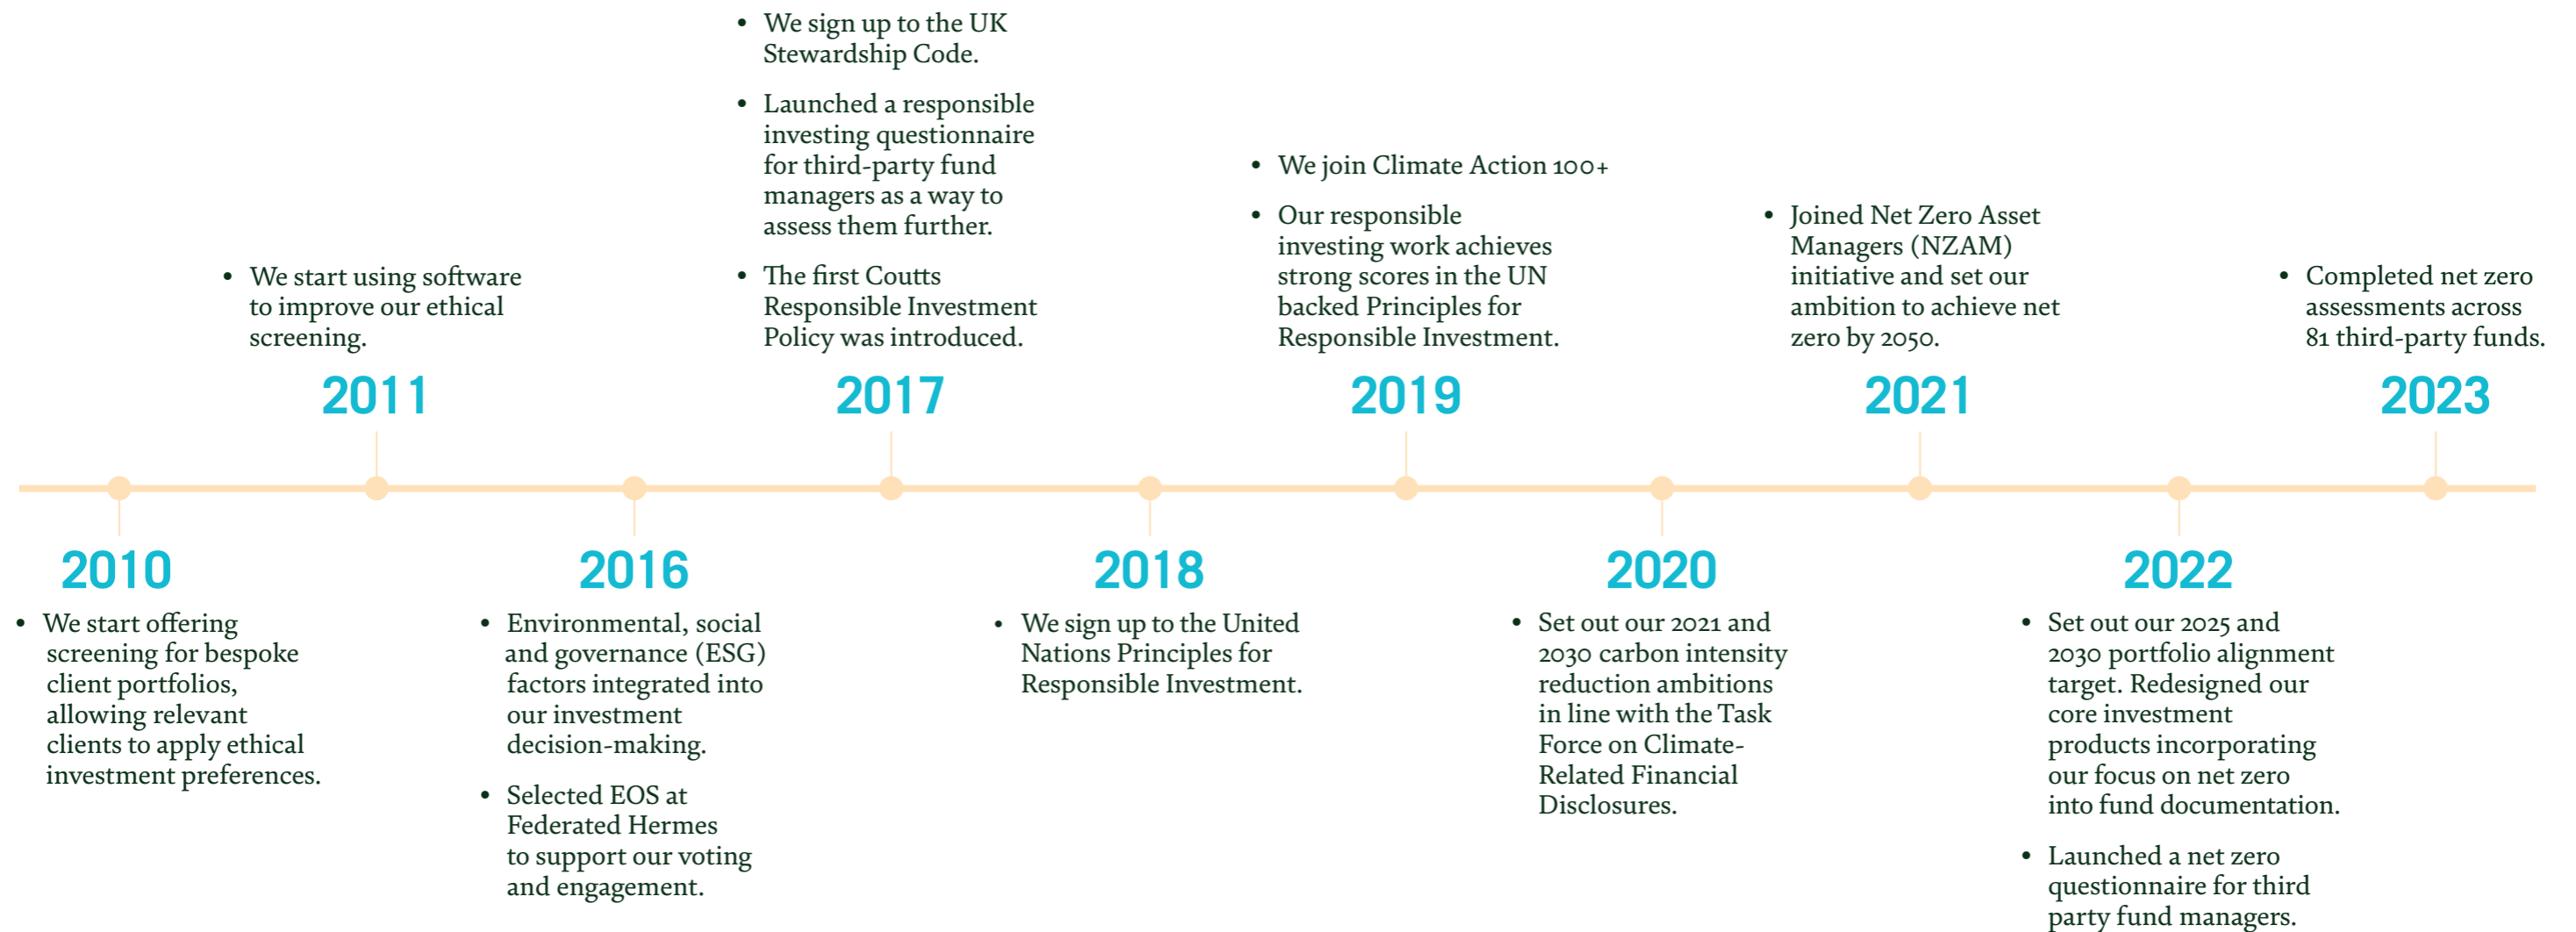 • We start offering
screening for bespoke
client portfolios,
allowing relevant
clients to apply ethical
investment preferences.
2010
• We start using software
to improve our ethical
screening.
2011
2016
• Environmental, social
and governance (ESG)
factors integrated into
our investment
decision-making.
• Selected EOS at
Federated Hermes
to support our voting
and engagement.
• We sign up to the UK
Stewardship Code.
• Launched a responsible
investing questionnaire
for third-party fund
managers as a way to
assess them further.
• The first Coutts
Responsible Investment
Policy was introduced.
2017
2018
• We sign up to the United
Nations Principles for
Responsible Investment.
• We join Climate Action 100+
• Our responsible
investing work achieves
strong scores in the UN
backed Principles for
Responsible Investment.
2019
2020
• Set out our 2021 and
2030 carbon intensity
reduction ambitions
in line with the Task
Force on Climate-
Related Financial
Disclosures.
• Joined Net Zero Asset
Managers (NZAM)
initiative and set our
ambition to achieve net
zero by 2050.
2021
2022
• Set out our 2025 and
2030 portfolio alignment
target. Redesigned our
core investment
products incorporating
our focus on net zero
into fund documentation.
• Launched a net zero
questionnaire for third
party fund managers.
• Completed net zero
assessments across
81 third-party funds.
2023